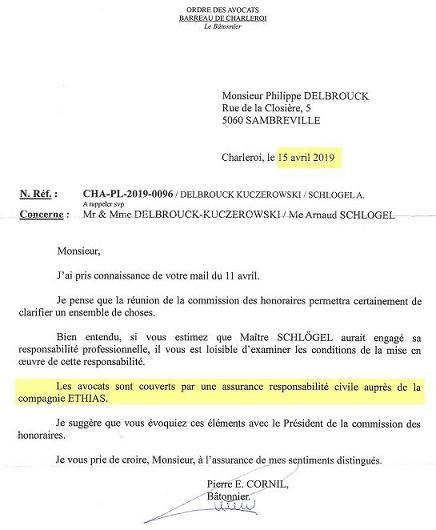 ORDRE DES AVOCATS
BARREAU DE CHARLEROI
Le Bâtonnier
Monsieur Philippe DELBROUCK
Rue de la Closière, 5
5060 SAMBREVILLE
Charleroi, le 15 avril 2019
N. Réf. : CHA-PL-2019-0096 / DELBROUCK KUCZEROWSKI / SCHLOGEL A.
A rappeler svp
Concerne : Mr & Mme DELBROUCK-KUCZEROWSKI / Me Arnaud SCHLOGEL
Monsieur,
J'ai pris connaissance de votre mail du 11 avril.
Je pense que la réunion de la commission des honoraires permettra certainement de
clarifier un ensemble de choses.
Bien entendu, si vous estimez que Maître SCHLÖGEL aurait engagé sa
responsabilité professionnelle, il vous est loisible d'examiner les conditions de la mise en
œuvre de cette responsabilité.
Les avocats sont couverts par une assurance responsabilité civile auprès de la
compagnie ETHIAS.
Je suggère que vous évoquiez ces éléments avec le Président de la commission des
honoraires.
Je vous prie de croire, Monsieur, à l'assurance de mes sentiments distingués.
Pierre E. CORNIL,
Bâtonnier.